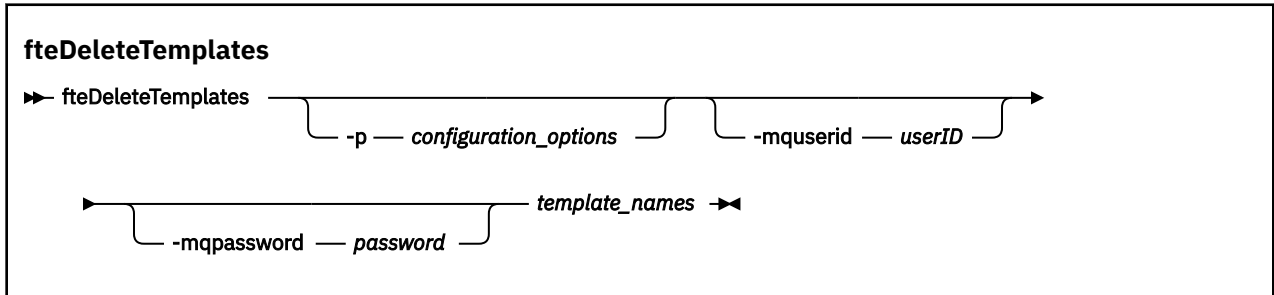 fteDeleteTemplates
fteDeleteTemplates
-p configuration_options -mquserid userID
template_names
-mqpassword password